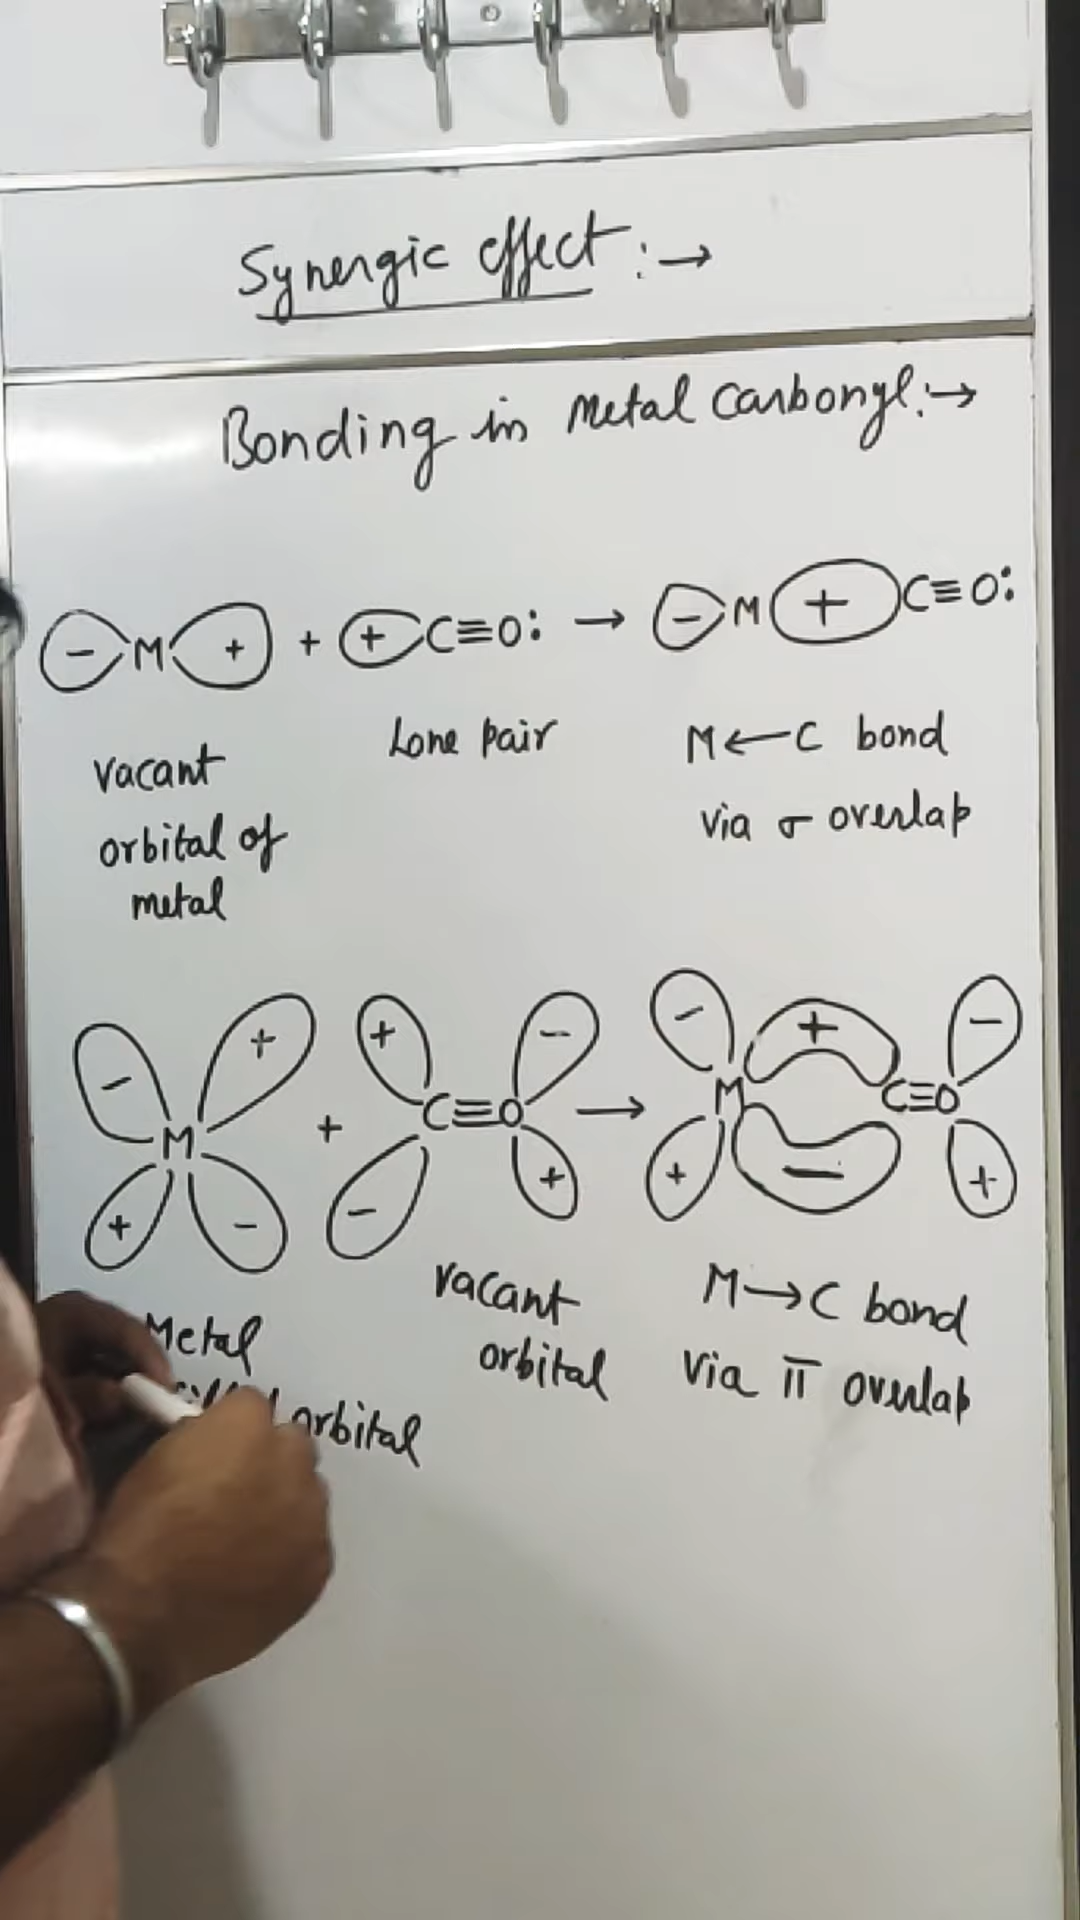 Synergic effect :→
Bonding in Metal Carbonyl :→
− M + + + C≡O: → − M + C≡O:
vacant orbital of metal
Lone pair
M←C bond
via σ overlap
− + M + − + + − C≡O − + → − + M + − C≡O − +
Metal
orbital
vacant
orbital
M→C bond
via π overlap